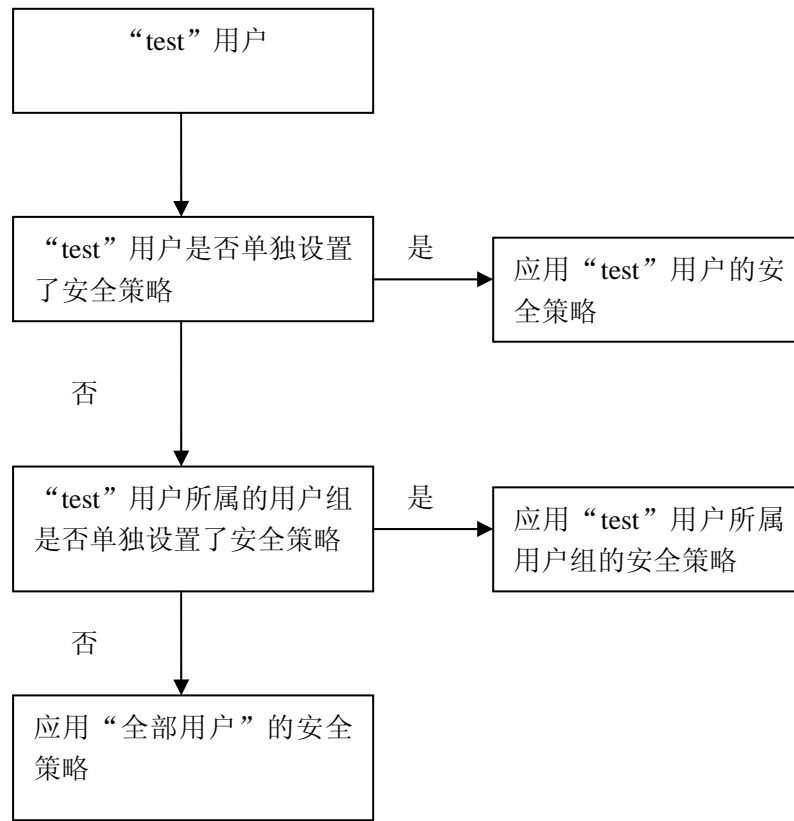 “test”用户
“test”用户是否单独设置
了安全策略
是
应用“test”用户的安
全策略
否
“test”用户所属的用户组
是否单独设置了安全策略
是
应用“test”用户所属
用户组的安全策略
否
应用“全部用户”的安全
策略